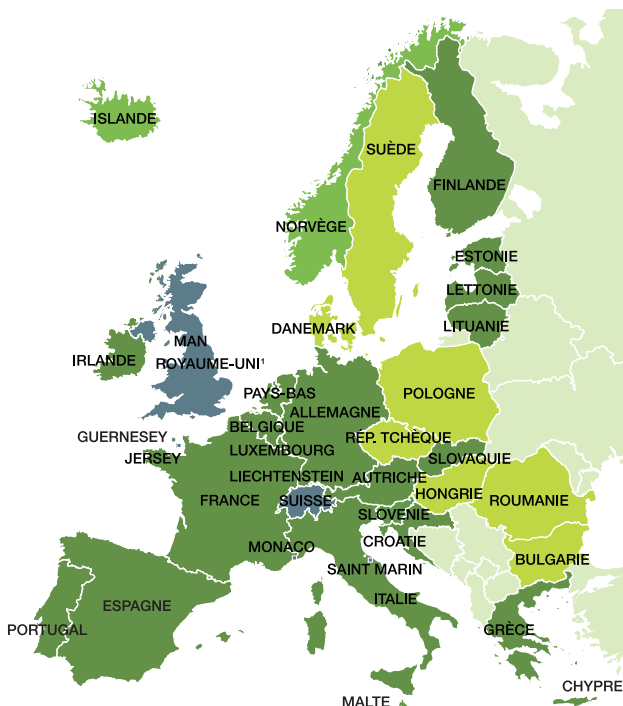 ISLANDE
SUÈDE
FINLANDE
NORVÈGE
ESTONIE
LETTONIE
DANEMARK
LITUANIE
MAN
IRLANDE
ROYAUME-UNI¹
PAYS-BAS
POLOGNE
ALLEMAGNE
BELGIQUE
GUERNESEY
RÉP. TCHÈQUE
LUXEMBOURG
JERSEY
SLOVAQUIE
LIECHTENSTEIN
AUTRICHE
FRANCE
SUISSE
HONGRIE
ROUMANIE
SLOVENIE
CROATIE
MONACO
BULGARIE
SAINT MARIN
ESPAGNE
ITALIE
PORTUGAL
GRÈCE
CHYPRE
MALTE